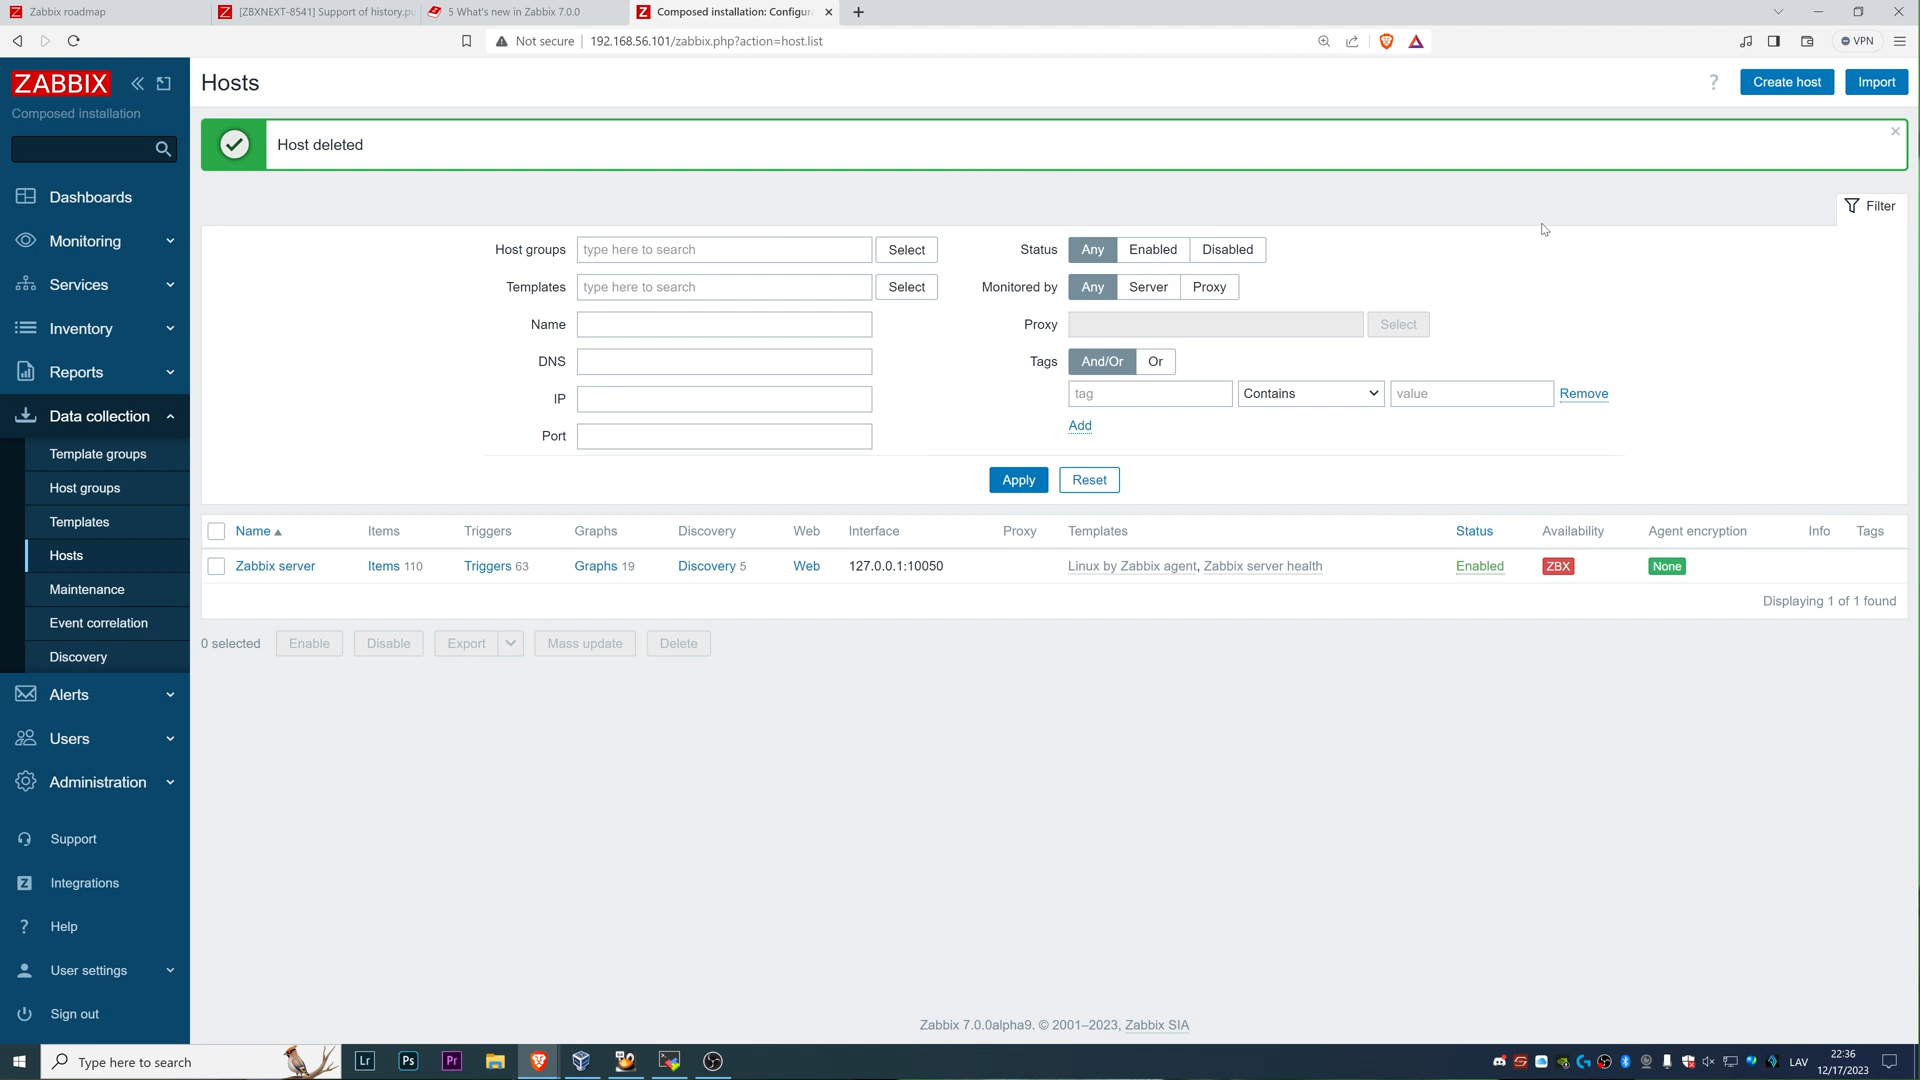 Zabbix roadmap
[ZBXNEXT-8541] Support of history.pu
5 What's new in Zabbix 7.0.0
Composed installation: Configura
Not secure
192.168.56.101/zabbix.php?action=host.list
VPN
ZABBIX
Composed installation
Dashboards
Monitoring
Services
Inventory
Reports
Data collection
Template groups
Host groups
Templates
Hosts
Maintenance
Event correlation
Discovery
Alerts
Users
Administration
Support
Integrations
Help
User settings
Sign out
Hosts
?
Create host
Import
Host deleted
Filter
Host groups type here to search Select
Templates type here to search Select
Name
DNS
IP
Port
Status Any Enabled Disabled
Monitored by Any Server Proxy
Proxy Select
Tags And/Or Or
tag Contains value Remove
Add
Apply Reset
Name Items Triggers Graphs Discovery Web Interface Proxy Templates Status Availability Agent encryption Info Tags
Zabbix server Items 110 Triggers 63 Graphs 19 Discovery 5 Web 127.0.0.1:10050 Linux by Zabbix agent, Zabbix server health Enabled ZBX None
Displaying 1 of 1 found
0 selected Enable Disable Export Mass update Delete
Zabbix 7.0.0alpha9. © 2001–2023, Zabbix SIA
Type here to search
Lr
Ps
Pr
LAV
22:36
12/17/2023